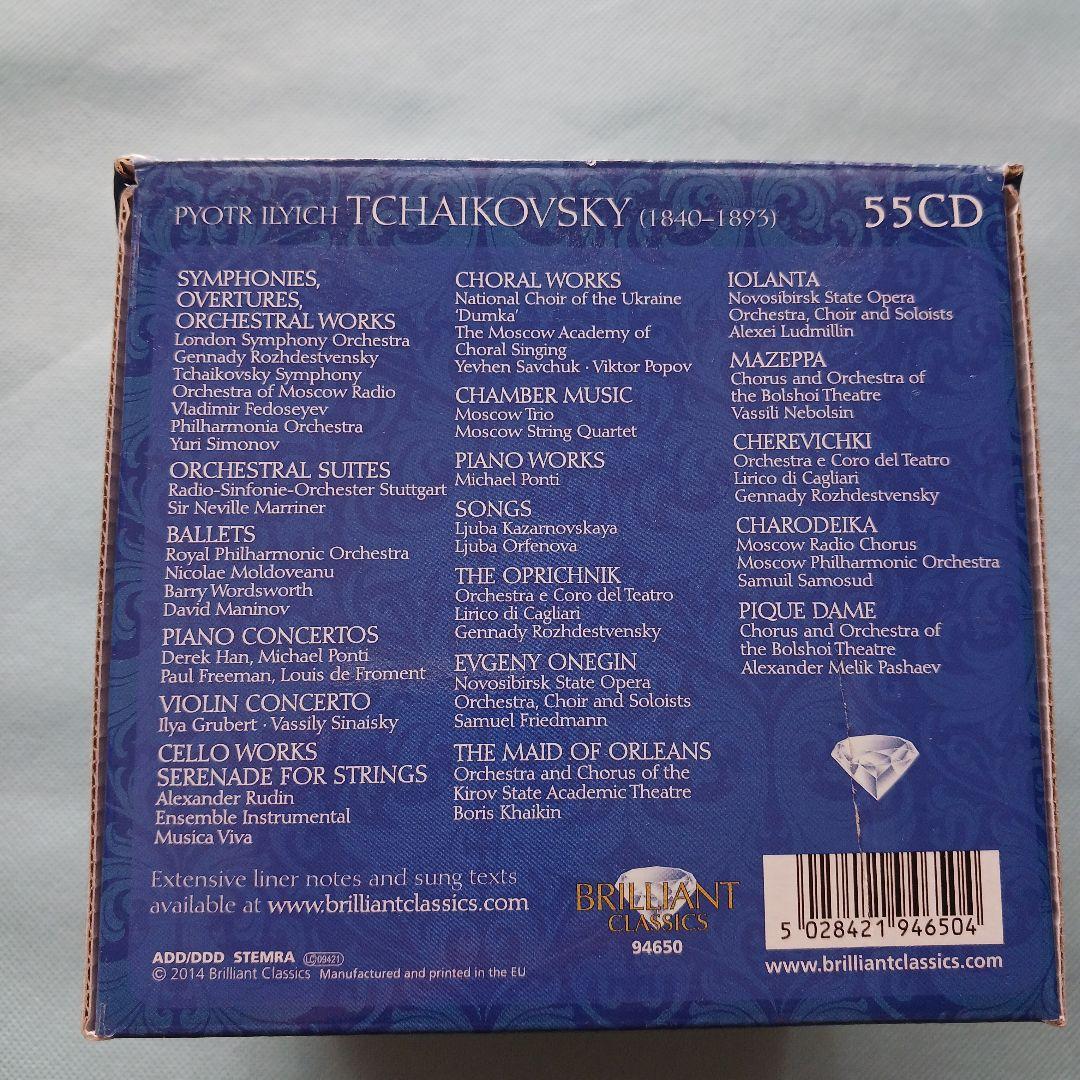 PYOTR ILYICH TCHAIKOVSKY (1840–1893)
55CD
SYMPHONIES,
OVERTURES,
ORCHESTRAL WORKS
London Symphony Orchestra
Gennady Rozhdestvensky
Tchaikovsky Symphony
Orchestra of Moscow Radio
Vladimir Fedoseyev
Philharmonia Orchestra
Yuri Simonov
ORCHESTRAL SUITES
Radio-Sinfonie-Orchester Stuttgart
Sir Neville Marriner
BALLETS
Royal Philharmonic Orchestra
Nicolae Moldoveanu
Barry Wordsworth
David Maninov
PIANO CONCERTOS
Derek Han, Michael Ponti
Paul Freeman, Louis de Froment
VIOLIN CONCERTO
Ilya Grubert · Vassily Sinaisky
CELLO WORKS
SERENADE FOR STRINGS
Alexander Rudin
Ensemble Instrumental
Musica Viva
CHORAL WORKS
National Choir of the Ukraine
‘Dumka’
The Moscow Academy of
Choral Singing
Yevhen Savchuk · Viktor Popov
CHAMBER MUSIC
Moscow Trio
Moscow String Quartet
PIANO WORKS
Michael Ponti
SONGS
Ljuba Kazarnovskaya
Ljuba Orfenova
THE OPRICHNIK
Orchestra e Coro del Teatro
Lirico di Cagliari
Gennady Rozhdestvensky
EVGENY ONEGIN
Novosibirsk State Opera
Orchestra, Choir and Soloists
Samuel Friedmann
THE MAID OF ORLEANS
Orchestra and Chorus of the
Kirov State Academic Theatre
Boris Khaikin
IOLANTA
Novosibirsk State Opera
Orchestra, Choir and Soloists
Alexei Ludmillin
MAZEPPA
Chorus and Orchestra of
the Bolshoi Theatre
Vassili Nebolsin
CHEREVICHKI
Orchestra e Coro del Teatro
Lirico di Cagliari
Gennady Rozhdestvensky
CHARODEIKA
Moscow Radio Chorus
Moscow Philharmonic Orchestra
Samuil Samosud
PIQUE DAME
Chorus and Orchestra of
the Bolshoi Theatre
Alexander Melik Pashaev
Extensive liner notes and sung texts
available at www.brilliantclassics.com
BRILLIANT
CLASSICS
94650
5 028421 946504
www.brilliantclassics.com
ADD/DDD STEMRA LC09421
© 2014 Brilliant Classics Manufactured and printed in the EU